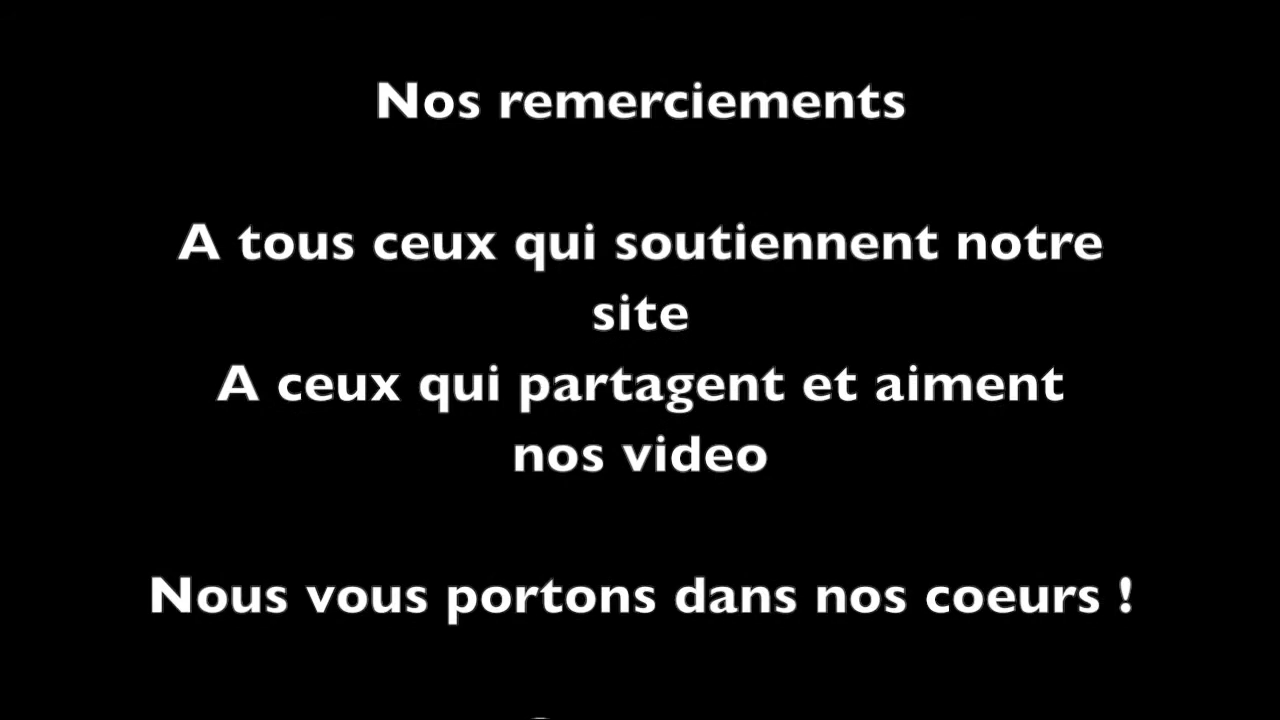 Nos remerciements
A tous ceux qui soutiennent notre
site
A ceux qui partagent et aiment
nos video
Nous vous portons dans nos coeurs !